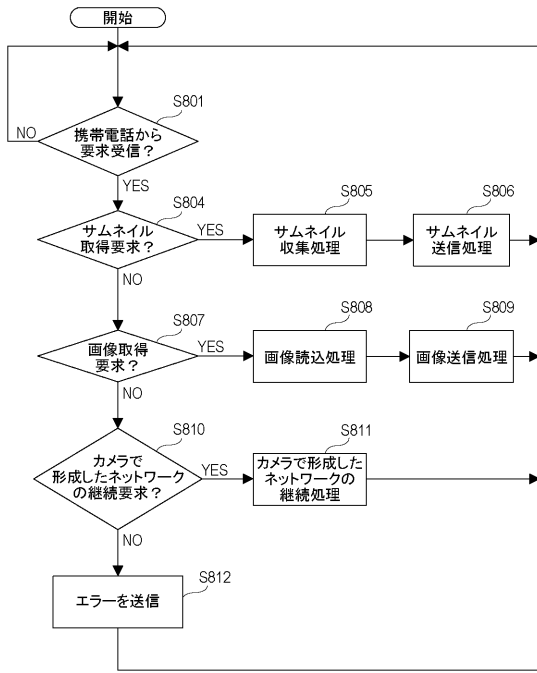 開始
S801
携帯電話から
要求受信？
NO
YES
S804
サムネイル
取得要求？
YES
NO
S805
サムネイル
収集処理
S806
サムネイル
送信処理
S807
画像取得
要求？
YES
NO
S808
画像読込処理
S809
画像送信処理
S810
カメラで
形成したネットワーク
の継続要求？
YES
NO
S811
カメラで形成した
ネットワークの
継続処理
S812
エラーを送信